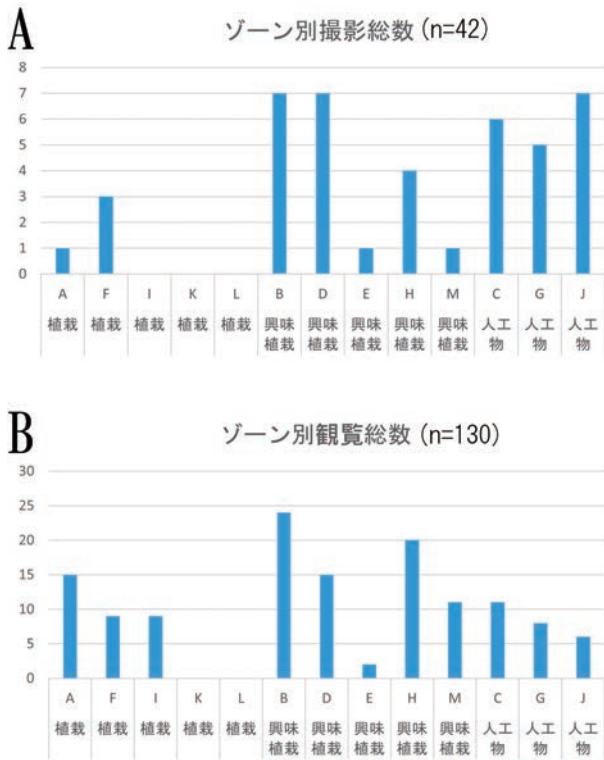 A
ゾーン別撮影総数 (n=42)
8
7
6
5
4
3
2
1
0
A F I K L B D E H M C G J
植栽 植栽 植栽 植栽 植栽 興味 興味 興味 興味 興味 人工 人工 人工
植栽 植栽 植栽 植栽 植栽 物 物 物
B
ゾーン別観覧総数 (n=130)
30
25
20
15
10
5
0
A F I K L B D E H M C G J
植栽 植栽 植栽 植栽 植栽 興味 興味 興味 興味 興味 人工 人工 人工
植栽 植栽 植栽 植栽 植栽 物 物 物